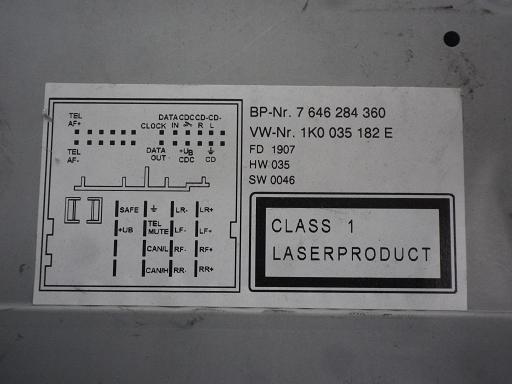 TEL
AF+
DATA CDC CD- CD-
CLOCK IN R L
TEL
AF-
DATA
OUT
+UB
CDC
CD
SAFE LR- LR+
+UB TEL
MUTE LF- LF+
CAN/L RF- RF+
CAN/H RR- RR+
BP-Nr. 7 646 284 360
VW-Nr. 1K0 035 182 E
FD 1907
HW 035
SW 0046
CLASS 1
LASERPRODUCT